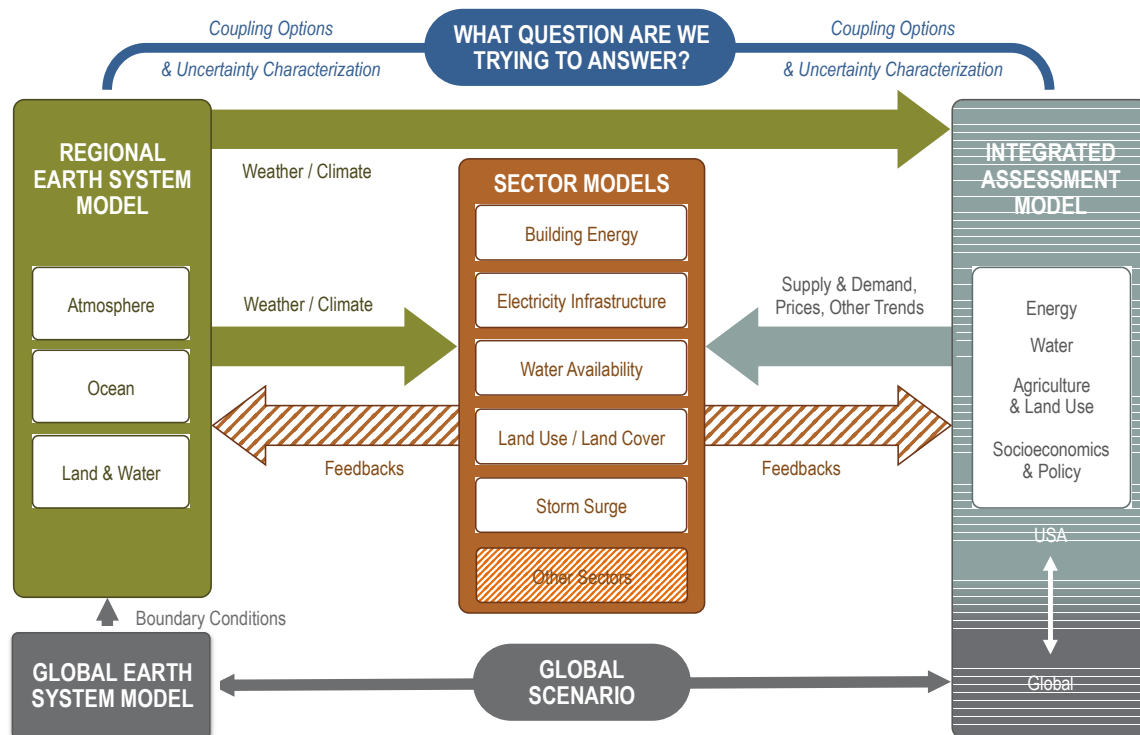 Coupling Options
& Uncertainty Characterization
WHAT QUESTION ARE WE
TRYING TO ANSWER?
Coupling Options
& Uncertainty Characterization
REGIONAL
EARTH SYSTEM
MODEL
Atmosphere
Ocean
Land & Water
Weather / Climate
Weather / Climate
Feedbacks
SECTOR MODELS
Building Energy
Electricity Infrastructure
Water Availability
Land Use / Land Cover
Storm Surge
Other Sectors
Supply & Demand,
Prices, Other Trends
Feedbacks
INTEGRATED
ASSESSMENT
MODEL
Energy
Water
Agriculture
& Land Use
Socioeconomics
& Policy
USA
Global
Boundary Conditions
GLOBAL EARTH
SYSTEM MODEL
GLOBAL
SCENARIO